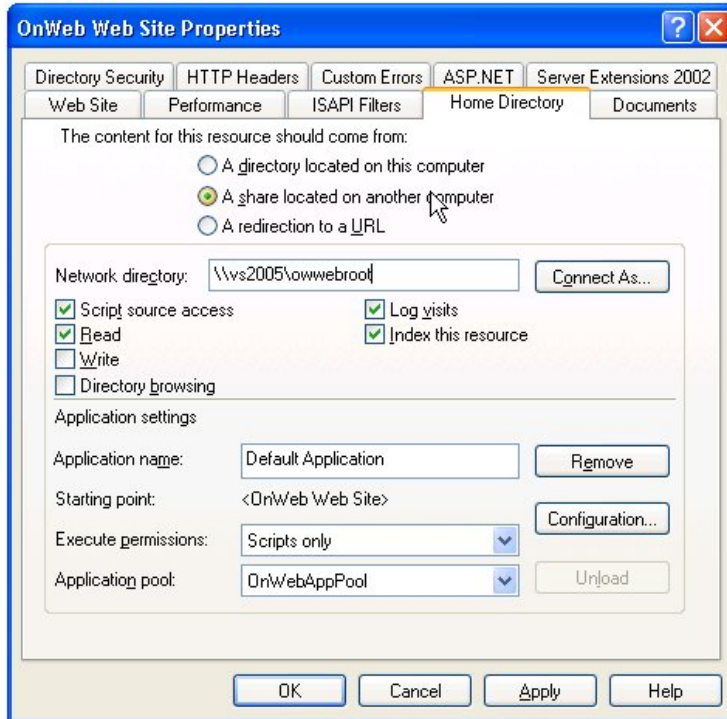 OnWeb Web Site Properties
Directory Security HTTP Headers Custom Errors ASP.NET Server Extensions 2002
Web Site Performance ISAPI Filters Home Directory Documents
The content for this resource should come from:
A directory located on this computer
A share located on another computer
A redirection to a URL
Network directory: \\vs2005\owwebroot Connect As...
Script source access Log visits
Read Index this resource
Write
Directory browsing
Application settings
Application name: Default Application Remove
Starting point: <OnWeb Web Site>
Configuration...
Execute permissions: Scripts only
Application pool: OnWebAppPool Unload
OK Cancel Apply Help